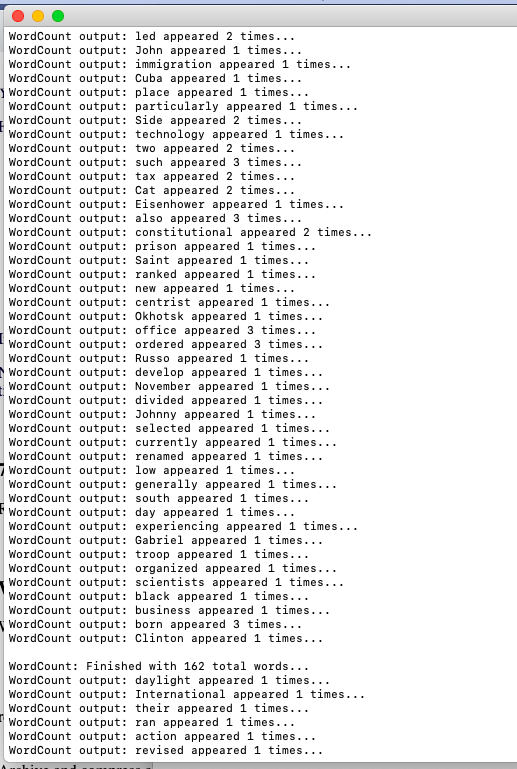 WordCount output: led appeared 2 times...
WordCount output: John appeared 1 times...
WordCount output: immigration appeared 1 times...
WordCount output: Cuba appeared 1 times...
WordCount output: place appeared 1 times...
WordCount output: particularly appeared 1 times...
WordCount output: Side appeared 2 times...
WordCount output: technology appeared 1 times...
WordCount output: two appeared 2 times...
WordCount output: such appeared 3 times...
WordCount output: tax appeared 2 times...
WordCount output: Cat appeared 2 times...
WordCount output: Eisenhower appeared 1 times...
WordCount output: also appeared 3 times...
WordCount output: constitutional appeared 2 times...
WordCount output: prison appeared 1 times...
WordCount output: Saint appeared 1 times...
WordCount output: ranked appeared 1 times...
WordCount output: new appeared 1 times...
WordCount output: centrist appeared 1 times...
WordCount output: Okhotsk appeared 1 times...
WordCount output: office appeared 3 times...
WordCount output: ordered appeared 3 times...
WordCount output: Russo appeared 1 times...
WordCount output: develop appeared 1 times...
WordCount output: November appeared 1 times...
WordCount output: divided appeared 1 times...
WordCount output: Johnny appeared 1 times...
WordCount output: selected appeared 1 times...
WordCount output: currently appeared 1 times...
WordCount output: renamed appeared 1 times...
WordCount output: low appeared 1 times...
WordCount output: generally appeared 1 times...
WordCount output: south appeared 1 times...
WordCount output: day appeared 1 times...
WordCount output: experiencing appeared 1 times...
WordCount output: Gabriel appeared 1 times...
WordCount output: troop appeared 1 times...
WordCount output: organized appeared 1 times...
WordCount output: scientists appeared 1 times...
WordCount output: black appeared 1 times...
WordCount output: business appeared 1 times...
WordCount output: born appeared 3 times...
WordCount output: Clinton appeared 1 times...
WordCount: Finished with 162 total words...
WordCount output: daylight appeared 1 times...
WordCount output: International appeared 1 times...
WordCount output: their appeared 1 times...
WordCount output: ran appeared 1 times...
WordCount output: action appeared 1 times...
WordCount output: revised appeared 1 times...